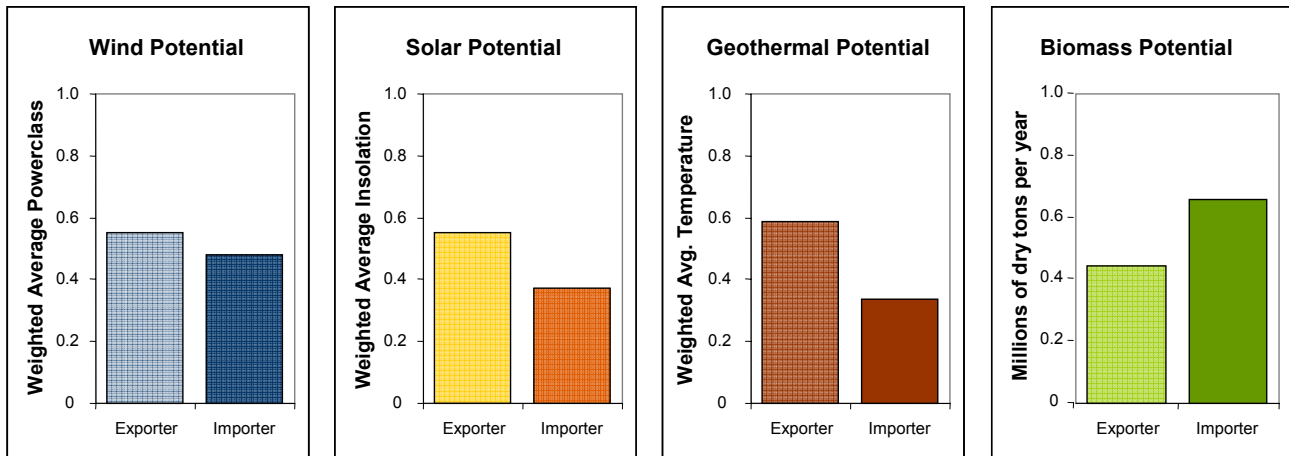 Wind Potential
Weighted Average Powerclass
1.0
0.8
0.6
0.4
0.2
0
Exporter Importer
Solar Potential
Weighted Average Insolation
1.0
0.8
0.6
0.4
0.2
0
Exporter Importer
Geothermal Potential
Weighted Avg. Temperature
1.0
0.8
0.6
0.4
0.2
0
Exporter Importer
Biomass Potential
Millions of dry tons per year
1.0
0.8
0.6
0.4
0.2
0
Exporter Importer